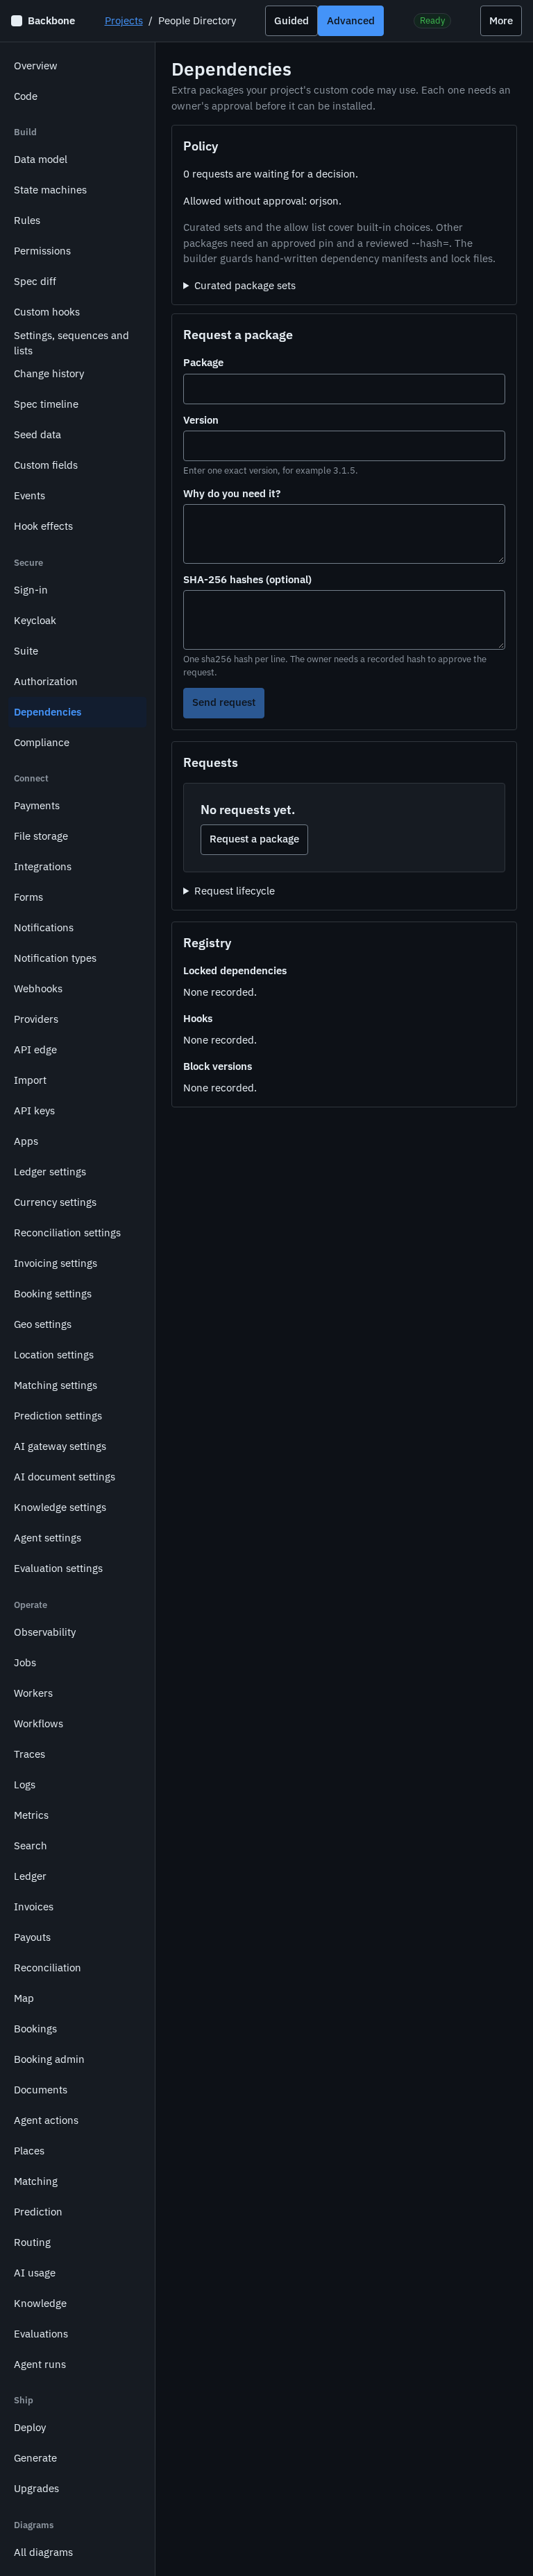 Backbone
Projects / People Directory
Guided
Advanced
Ready
More
Overview
Code
Build
Data model
State machines
Rules
Permissions
Spec diff
Custom hooks
Settings, sequences and
lists
Change history
Spec timeline
Seed data
Custom fields
Events
Hook effects
Secure
Sign-in
Keycloak
Suite
Authorization
Dependencies
Compliance
Connect
Payments
File storage
Integrations
Forms
Notifications
Notification types
Webhooks
Providers
API edge
Import
API keys
Apps
Ledger settings
Currency settings
Reconciliation settings
Invoicing settings
Booking settings
Geo settings
Location settings
Matching settings
Prediction settings
AI gateway settings
AI document settings
Knowledge settings
Agent settings
Evaluation settings
Operate
Observability
Jobs
Workers
Workflows
Traces
Logs
Metrics
Search
Ledger
Invoices
Payouts
Reconciliation
Map
Bookings
Booking admin
Documents
Agent actions
Places
Matching
Prediction
Routing
AI usage
Knowledge
Evaluations
Agent runs
Ship
Deploy
Generate
Upgrades
Diagrams
All diagrams
Dependencies
Extra packages your project's custom code may use. Each one needs an
owner's approval before it can be installed.
Policy
0 requests are waiting for a decision.
Allowed without approval: orjson.
Curated sets and the allow list cover built-in choices. Other
packages need an approved pin and a reviewed --hash=. The
builder guards hand-written dependency manifests and lock files.
Curated package sets
Request a package
Package
Version
Enter one exact version, for example 3.1.5.
Why do you need it?
SHA-256 hashes (optional)
One sha256 hash per line. The owner needs a recorded hash to approve the
request.
Send request
Requests
No requests yet.
Request a package
Request lifecycle
Registry
Locked dependencies
None recorded.
Hooks
None recorded.
Block versions
None recorded.